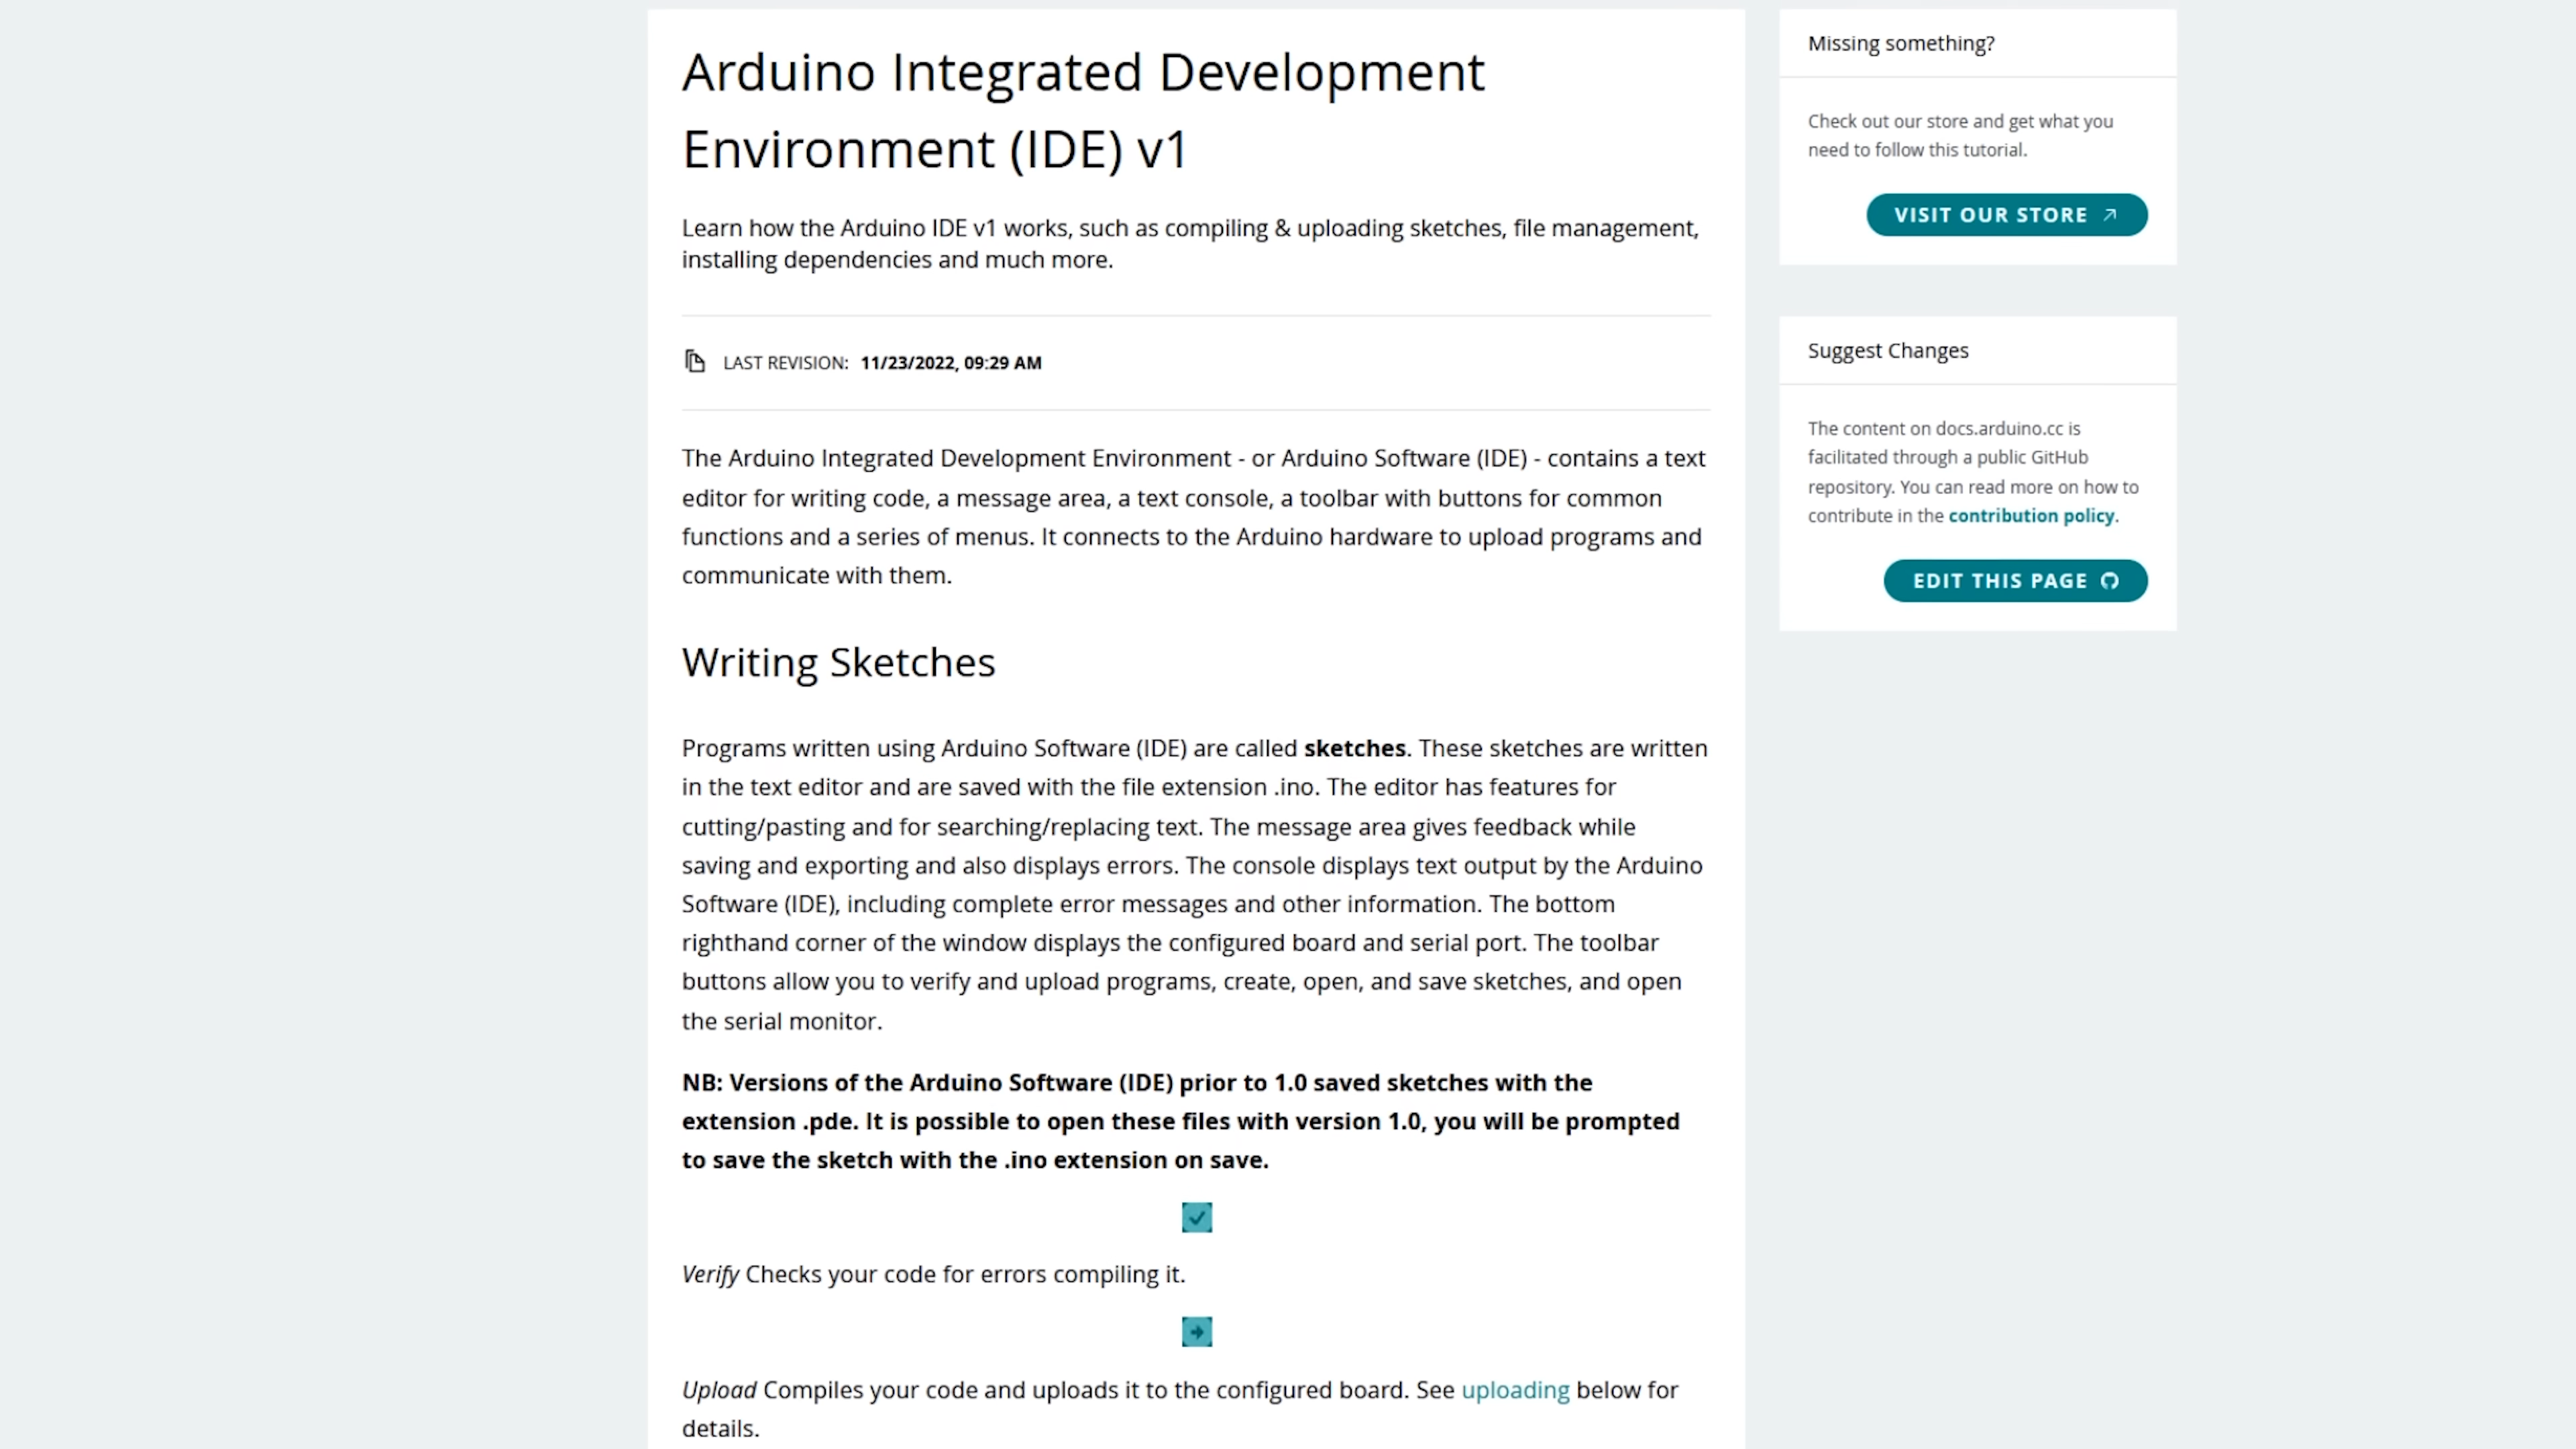 Arduino Integrated Development
Environment (IDE) v1
Learn how the Arduino IDE v1 works, such as compiling & uploading sketches, file management,
installing dependencies and much more.
LAST REVISION: 11/23/2022, 09:29 AM
The Arduino Integrated Development Environment - or Arduino Software (IDE) - contains a text
editor for writing code, a message area, a text console, a toolbar with buttons for common
functions and a series of menus. It connects to the Arduino hardware to upload programs and
communicate with them.
Writing Sketches
Programs written using Arduino Software (IDE) are called sketches. These sketches are written
in the text editor and are saved with the file extension .ino. The editor has features for
cutting/pasting and for searching/replacing text. The message area gives feedback while
saving and exporting and also displays errors. The console displays text output by the Arduino
Software (IDE), including complete error messages and other information. The bottom
righthand corner of the window displays the configured board and serial port. The toolbar
buttons allow you to verify and upload programs, create, open, and save sketches, and open
the serial monitor.
NB: Versions of the Arduino Software (IDE) prior to 1.0 saved sketches with the
extension .pde. It is possible to open these files with version 1.0, you will be prompted
to save the sketch with the .ino extension on save.
Verify Checks your code for errors compiling it.
Upload Compiles your code and uploads it to the configured board. See uploading below for
details.
Missing something?
Check out our store and get what you
need to follow this tutorial.
VISIT OUR STORE
Suggest Changes
The content on docs.arduino.cc is
facilitated through a public GitHub
repository. You can read more on how to
contribute in the contribution policy.
EDIT THIS PAGE